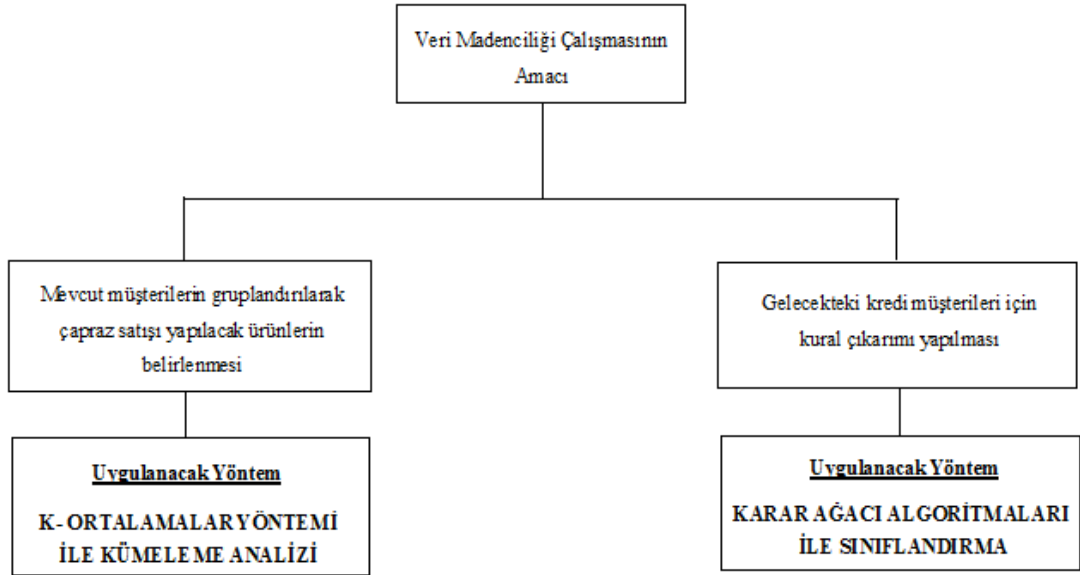 Veri Madenciliği Çalışmasının
Amacı
Mevcut müşterilerin gruplandırılarak
çapraz satışı yapılacak ürünlerin
belirlenmesi
Gelecekteki kredi müşterileri için
kural çıkarımı yapılması
Uygulanacak Yöntem
K- ORTALAMALAR YÖNTEMİ
İLE KÜMELEME ANALİZİ
Uygulanacak Yöntem
KARAR AĞACI ALGORİTMALARI
İLE SINIFLANDIRMA